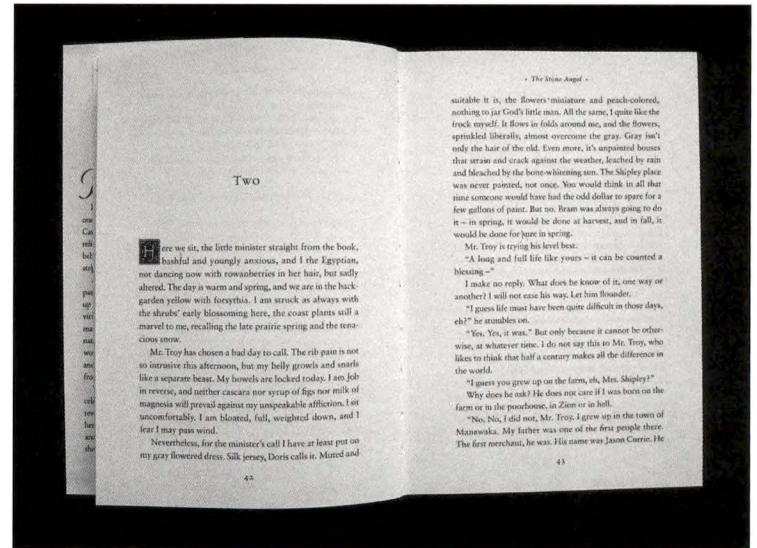 Two
Here we sit, the little minister straight from the book,
bashful and youngly anxious, and I the Egyptian,
not dancing now with rowanberries in her hair, but sadly
altered. The day is warm and spring, and we are in the back-
garden yellow with forsythia. I am struck as always with
the shrubs' early blossoming here, the coast plants still a
marvel to me, recalling the late prairie spring and the tena-
cious snow.
Mr. Troy has chosen a bad day to call. The rib pain is not
so intrusive this afternoon, but my belly growls and snarls
like a separate beast. My bowels are locked today. I am Job
in reverse, and neither cascara nor syrup of figs nor milk of
magnesia will prevail against my unspeakable affliction. I sit
uncomfortably. I am bloated, full, weighted down, and I
fear I may pass wind.
Nevertheless, for the minister's call I have at least put on
my gray flowered dress. Silk jersey, Doris calls it. Muted and
42
• The Stone Angel •
suitable it is, the flowers miniature and peach-colored,
nothing to jar God's little man. All the same, I quite like the
frock myself. It flows in folds around me, and the flowers,
sprinkled liberally, almost overcome the gray. Gray isn't
only the hair of the old. Even more, it's unpainted houses
that strain and crack against the weather, leached by rain
and bleached by the bone-whitening sun. The Shipley place
was never painted, not once. You would think in all that
time someone would have had the odd dollar to spare for a
few gallons of paint. But no. Bram was always going to do
it – in spring, it would be done at harvest, and in fall, it
would be done for sure in spring.
Mr. Troy is trying his level best.
"A long and full life like yours – it can be counted a
blessing –"
I make no reply. What does he know of it, one way or
another? I will not ease his way. Let him flounder.
"I guess life must have been quite difficult in those days,
eh?" he stumbles on.
"Yes. Yes, it was." But only because it cannot be other-
wise, at whatever time. I do not say this to Mr. Troy, who
likes to think that half a century makes all the difference in
the world.
"I guess you grew up on the farm, eh, Mrs. Shipley?"
Why does he ask? He does not care if I was born on the
farm or in the poorhouse, in Zion or in hell.
"No, No, I did not, Mr. Troy. I grew up in the town of
Manawaka. My father was one of the first people there.
The first merchant, he was. His name was Jason Currie. He
43